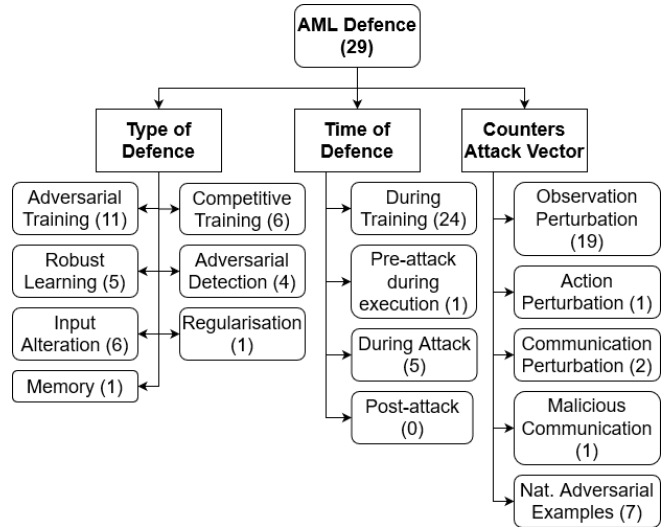 AML Defence
(29)
Type of
Defence
Time of
Defence
Counters
Attack Vector
Adversarial
Training (11)
Competitive
Training (6)
Robust
Learning (5)
Adversarial
Detection (4)
Input
Alteration (6)
Regularisation
(1)
Memory (1)
During
Training (24)
Pre-attack
during
execution (1)
During Attack
(5)
Post-attack
(0)
Observation
Perturbation
(19)
Action
Perturbation (1)
Communication
Perturbation (2)
Malicious
Communication
(1)
Nat. Adversarial
Examples (7)